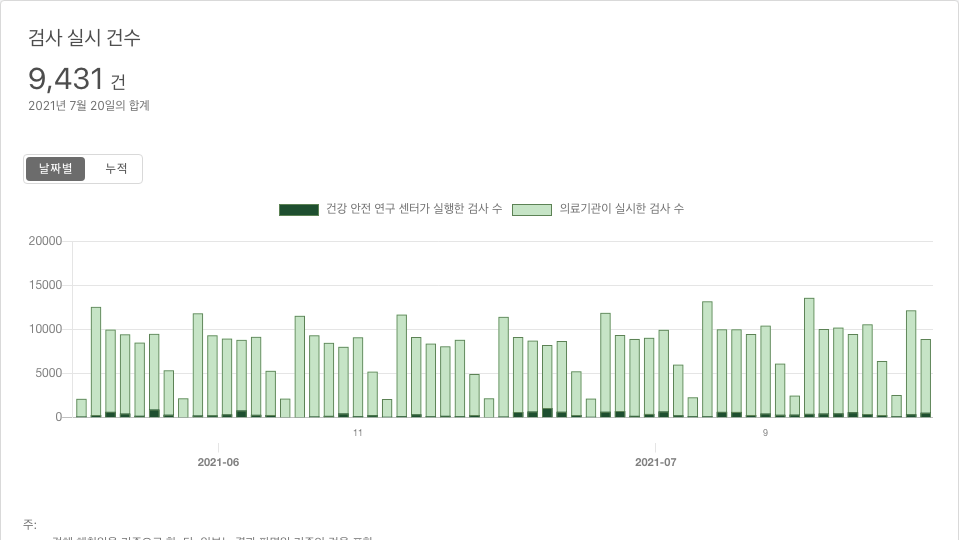 검사 실시 건수
9,431 건
2021년 7월 20일의 합계
날짜별 누적
건강 안전 연구 센터가 실행한 검사 수 의료기관이 실시한 검사 수
20000
15000
10000
5000
0
11 9
2021-06 2021-07
주: